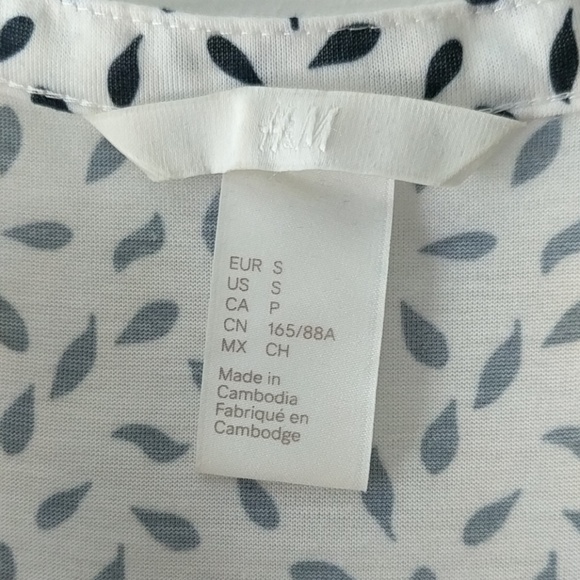 H&M
EUR S
US S
CA P
CN 165/88A
MX CH
Made in
Cambodia
Fabriqué en
Cambodge